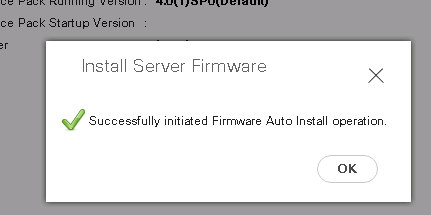 ce Pack Running Version : 4.0(1)SP0(Default)
ce Pack Startup Version :
er
Install Server Firmware
Successfully initiated Firmware Auto Install operation.
OK